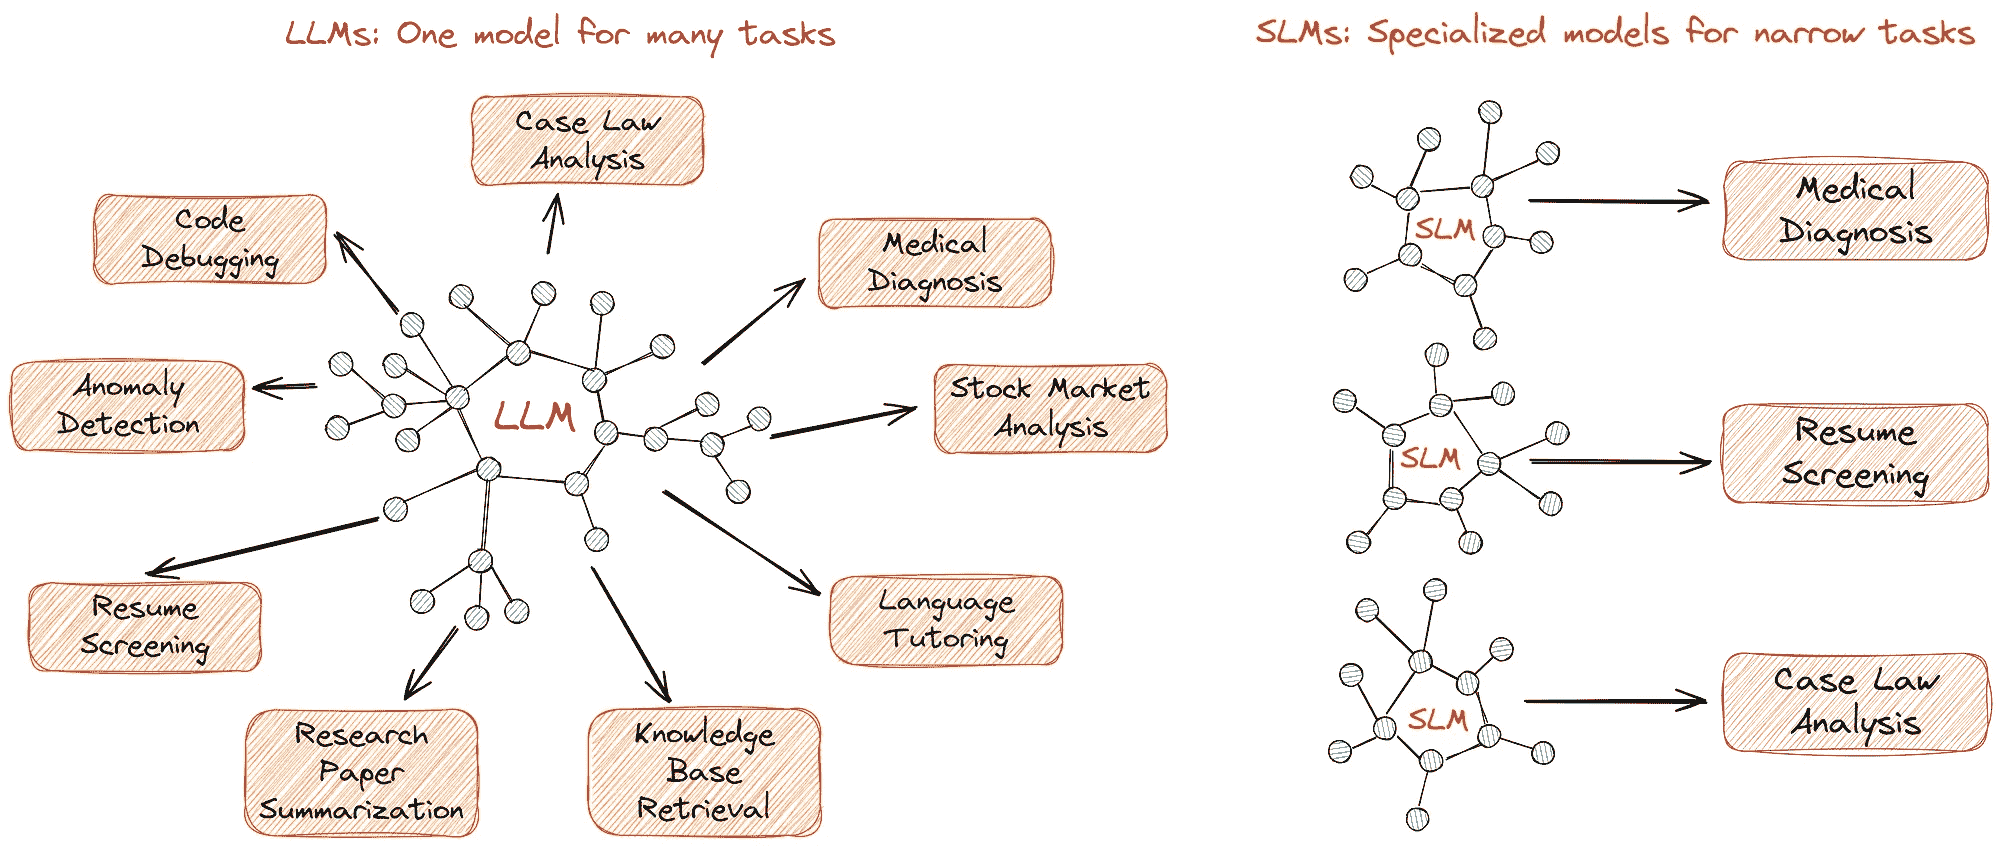 LLMs: One model for many tasks
SLMs: Specialized models for narrow tasks
Case Law
Analysis
Code
Debugging
Medical
Diagnosis
Anomaly
Detection
LLM
Stock Market
Analysis
Resume
Screening
Language
Tutoring
Research
Paper
Summarization
Knowledge
Base
Retrieval
SLM
Medical
Diagnosis
SLM
Resume
Screening
SLM
Case Law
Analysis